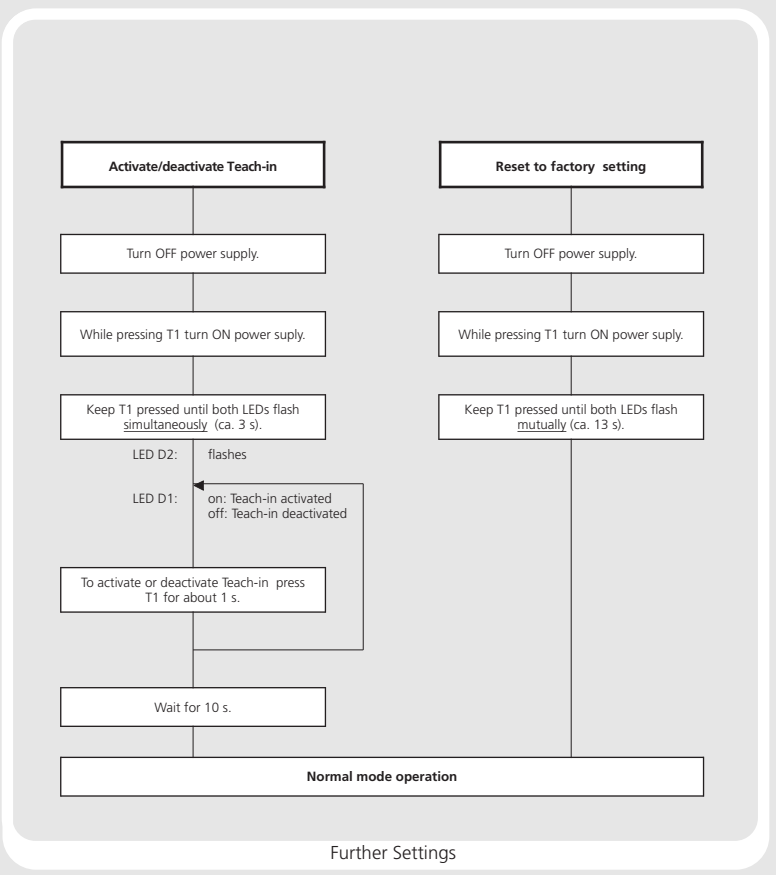 Activate/deactivate Teach-in
Turn OFF power supply.
While pressing T1 turn ON power suply.
Keep T1 pressed until both LEDs flash
simultaneously (ca. 3 s).
LED D2: flashes
LED D1: on: Teach-in activated
off: Teach-in deactivated
To activate or deactivate Teach-in press
T1 for about 1 s.
Wait for 10 s.
Reset to factory setting
Turn OFF power supply.
While pressing T1 turn ON power suply.
Keep T1 pressed until both LEDs flash
mutually (ca. 13 s).
Normal mode operation
Further Settings